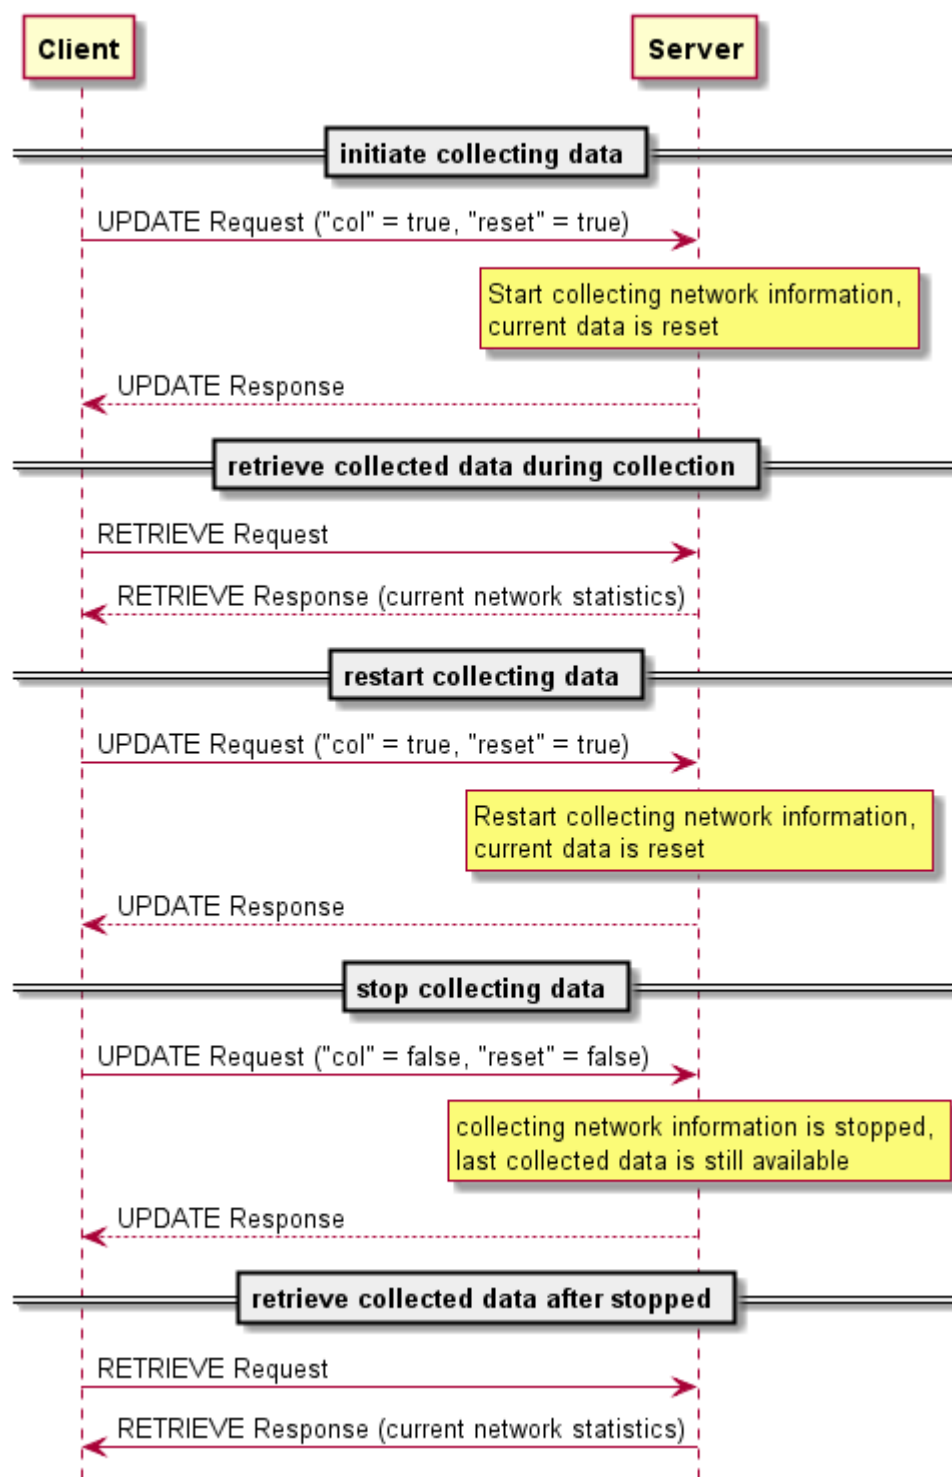 Client
Server
initiate collecting data
UPDATE Request ("col" = true, "reset" = true)
Start collecting network information,
current data is reset
UPDATE Response
retrieve collected data during collection
RETRIEVE Request
RETRIEVE Response (current network statistics)
restart collecting data
UPDATE Request ("col" = true, "reset" = true)
Restart collecting network information,
current data is reset
UPDATE Response
stop collecting data
UPDATE Request ("col" = false, "reset" = false)
collecting network information is stopped,
last collected data is still available
UPDATE Response
retrieve collected data after stopped
RETRIEVE Request
RETRIEVE Response (current network statistics)